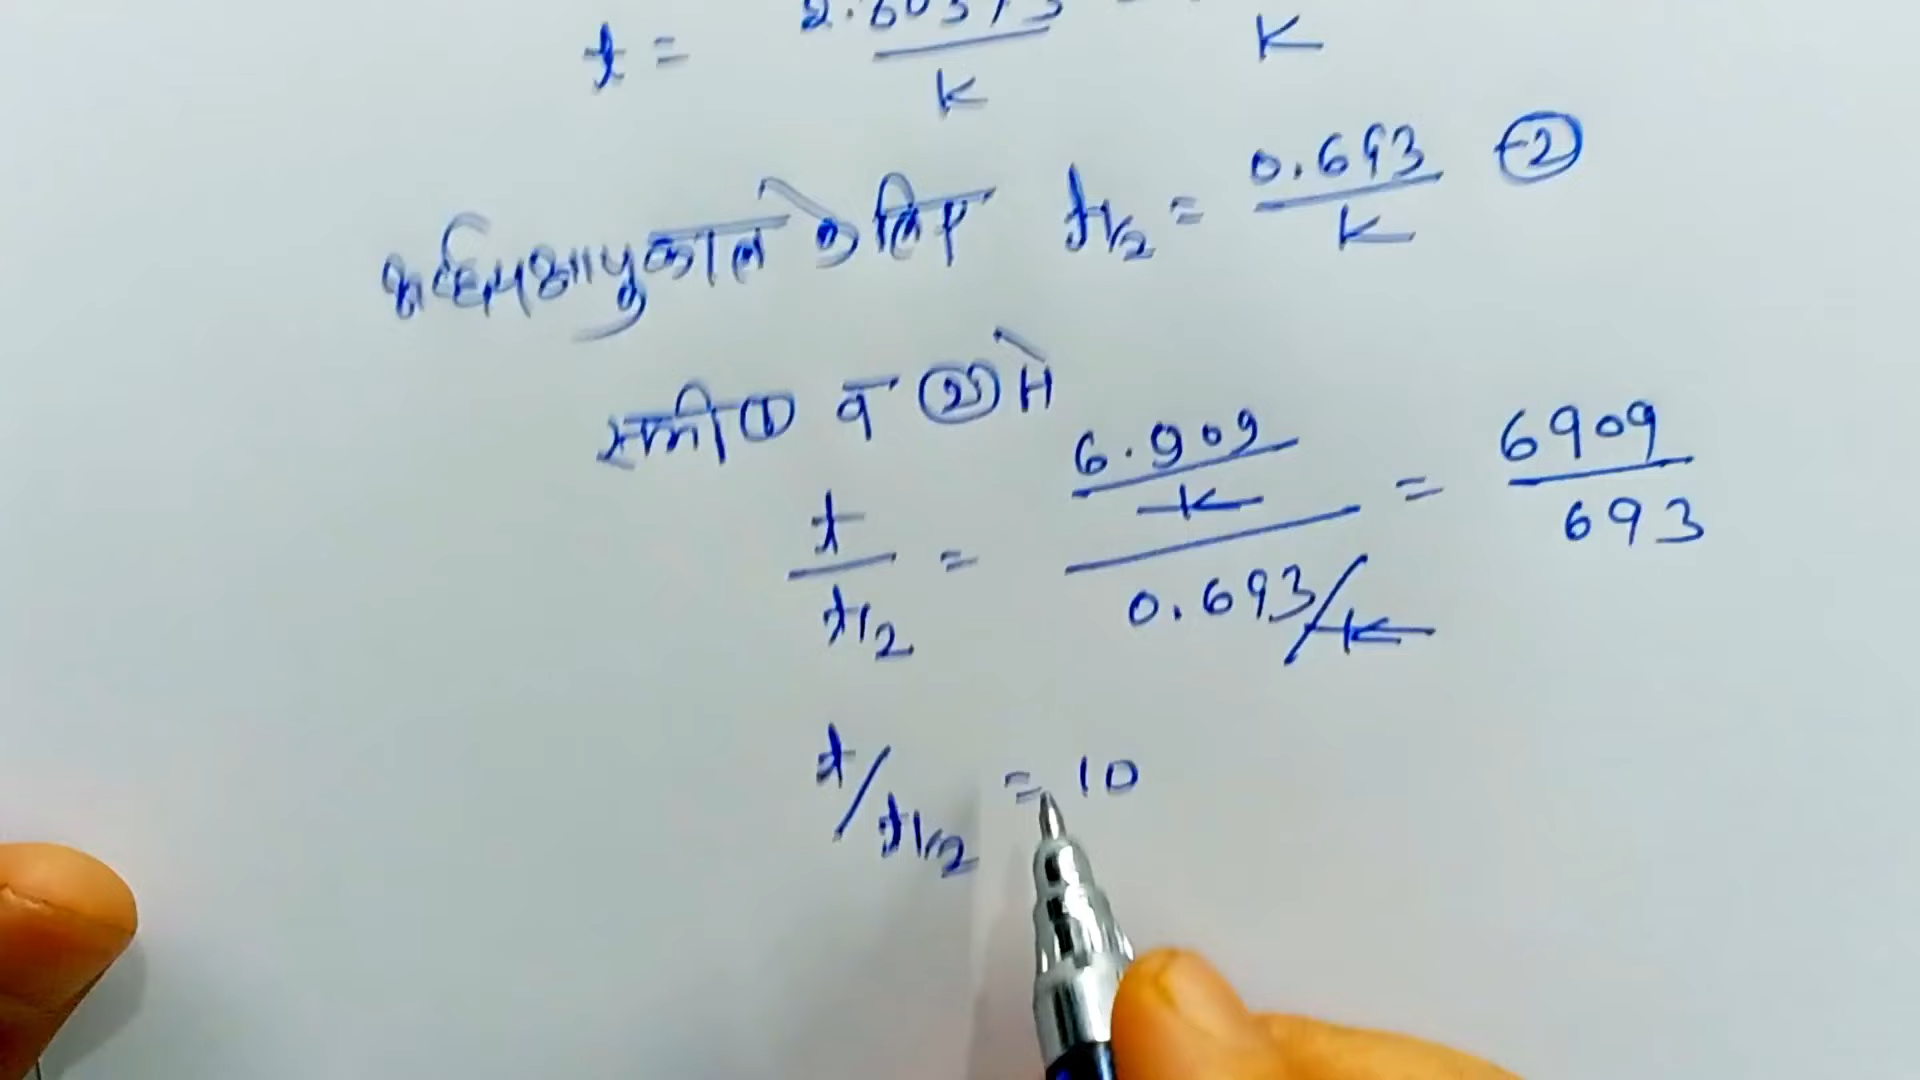 t = 2.303×3/K K
अर्द्धआयुकाल के लिए t1/2 = 0.693/K -②
समी ① व ② से
t/t1/2 = 6.909/K / 0.693/K = 6909/693
t/t1/2 = 10